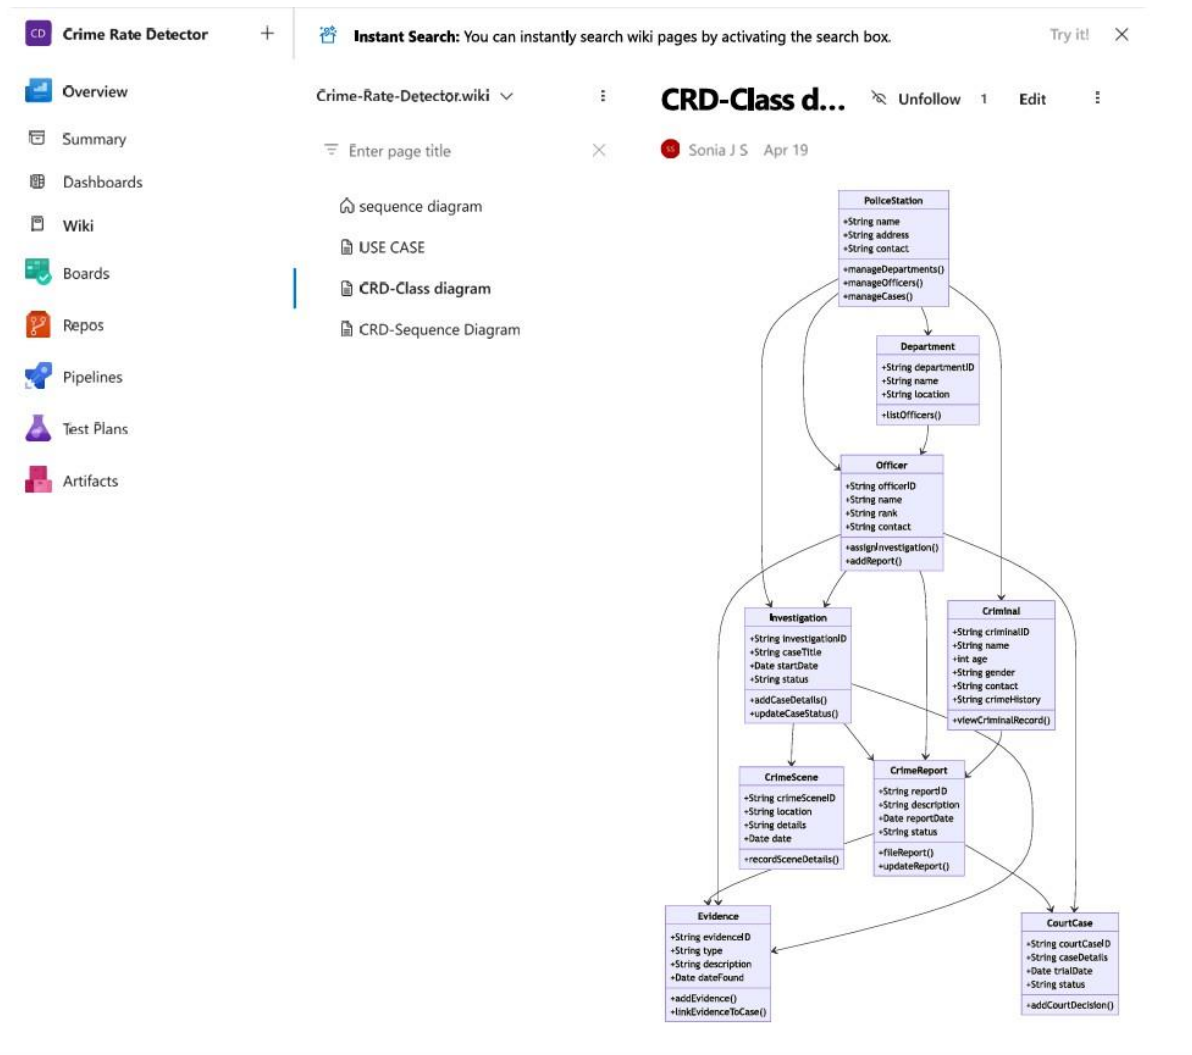 CD Crime Rate Detector +
Overview
Summary
Dashboards
Wiki
Boards
Repos
Pipelines
Test Plans
Artifacts
Instant Search: You can instantly search wiki pages by activating the search box. Try it!
Crime-Rate-Detector.wiki
Enter page title
sequence diagram
USE CASE
CRD-Class diagram
CRD-Sequence Diagram
CRD-Class d... Unfollow 1 Edit
SS Sonia J S Apr 19
PoliceStation
+String name
+String address
+String contact
+manageDepartments()
+manageOfficers()
+manageCases()
Department
+String departmentID
+String name
+String location
+listOfficers()
Officer
+String officerID
+String name
+String rank
+String contact
+assignInvestigation()
+addReport()
Investigation
+String investigationID
+String caseTitle
+Date startDate
+String status
+addCaseDetails()
+updateCaseStatus()
Criminal
+String criminalID
+String name
+int age
+String gender
+String contact
+String crimeHistory
+viewCriminalRecord()
CrimeScene
+String crimeSceneID
+String location
+String details
+Date date
+recordSceneDetails()
CrimeReport
+String reportID
+String description
+Date reportDate
+String status
+fileReport()
+updateReport()
Evidence
+String evidenceID
+String type
+String description
+Date dateFound
+addEvidence()
+linkEvidenceToCase()
CourtCase
+String courtCaseID
+String caseDetails
+Date trialDate
+String status
+addCourtDecision()